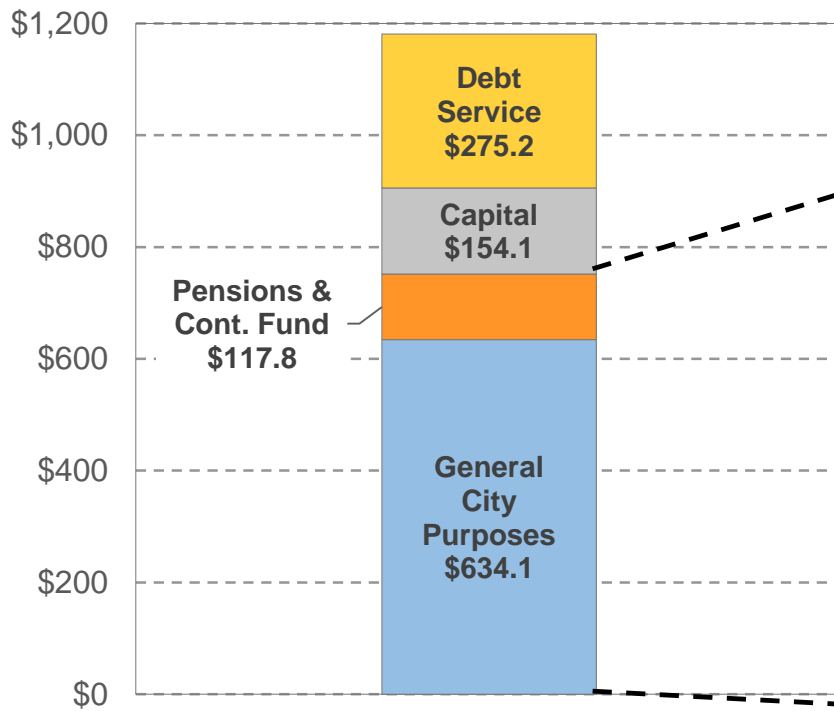 $1,200
$1,000
$800
$600
$400
$200
$0
Debt
Service
$275.2
Capital
$154.1
Pensions &
Cont. Fund
$117.8
General
City
Purposes
$634.1